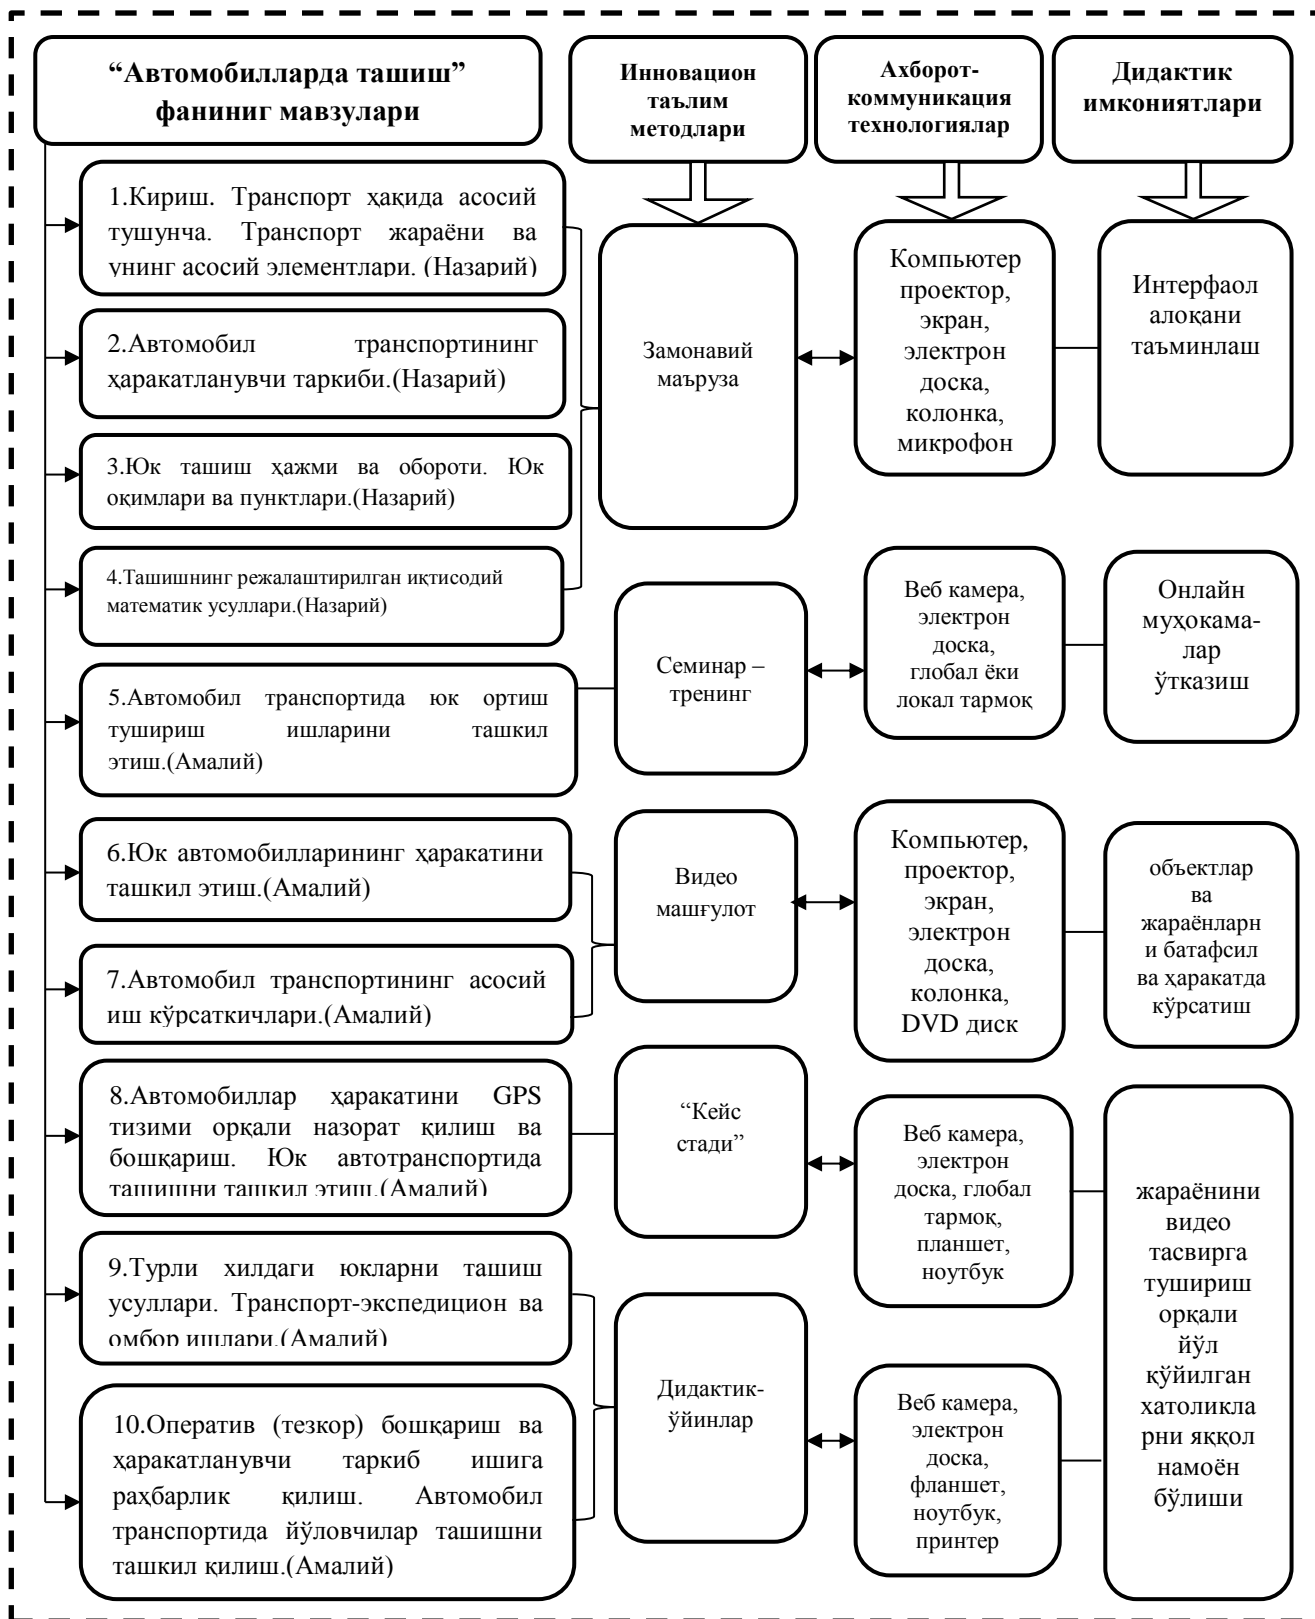 “Автомобилларда ташиш”
фанининг мавзулари
Инновацион
таълим
методлари
Ахборот-
коммуникация
технологиялар
Дидактик
имкониятлари
1.Кириш. Транспорт ҳақида асосий
тушунча. Транспорт жараёни ва
унинг асосий элементлари. (Назарий)
2.Автомобил транспортининг
ҳаракатланувчи таркиби.(Назарий)
3.Юк ташиш ҳажми ва обороти. Юк
оқимлари ва пунктлари.(Назарий)
4.Ташишнинг режалаштирилган иқтисодий
математик усуллари.(Назарий)
Замонавий
маъруза
Компьютер
проектор,
экран,
электрон
доска,
колонка,
микрофон
Интерфаол
алоқани
таъминлаш
5.Автомобил транспортида юк ортиш
тушириш ишларини ташкил
этиш.(Амалий)
Семинар –
тренинг
Веб камера,
электрон
доска,
глобал ёки
локал тармоқ
Онлайн
муҳокама-
лар
ўтказиш
6.Юк автомобилларининг ҳаракатини
ташкил этиш.(Амалий)
7.Автомобил транспортининг асосий
иш кўрсаткичлари.(Амалий)
Видео
машғулот
Компьютер,
проектор,
экран,
электрон
доска,
колонка,
DVD диск
объектлар
ва
жараёнларн
и батафсил
ва ҳаракатда
кўрсатиш
8.Автомобиллар ҳаракатини GPS
тизими орқали назорат қилиш ва
бошқариш. Юк автотранспортида
ташишни ташкил этиш.(Амалий)
“Кейс
стади”
Веб камера,
электрон
доска, глобал
тармоқ,
планшет,
ноутбук
9.Турли хилдаги юкларни ташиш
усуллари. Транспорт-экспедицион ва
омбор ишлари.(Амалий)
10.Оператив (тезкор) бошқариш ва
ҳаракатланувчи таркиб ишига
раҳбарлик қилиш. Автомобил
транспортида йўловчилар ташишни
ташкил қилиш.(Амалий)
Дидактик-
ўйинлар
Веб камера,
электрон
доска,
фланшет,
ноутбук,
принтер
жараёнини
видео
тасвирга
тушириш
орқали
йўл
қўйилган
хатоликла
рни яққол
намоён
бўлиши